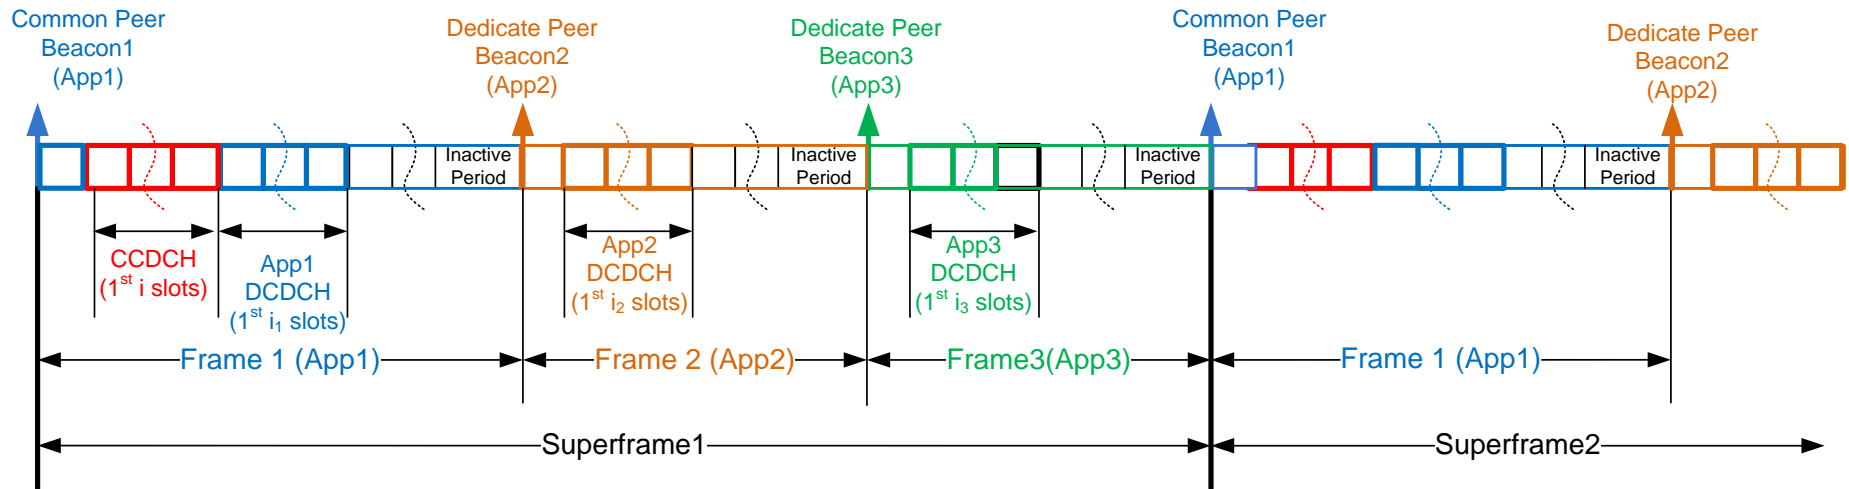 Common Peer
Beacon1
(App1)
Dedicate Peer
Beacon2
(App2)
Dedicate Peer
Beacon3
(App3)
Common Peer
Beacon1
(App1)
Dedicate Peer
Beacon2
(App2)
Inactive
Period
Inactive
Period
Inactive
Period
Inactive
Period
CCDCH
(1st i slots)
App1
DCDCH
(1st i1 slots)
App2
DCDCH
(1st i2 slots)
App3
DCDCH
(1st i3 slots)
Frame 1 (App1)
Frame 2 (App2)
Frame3(App3)
Frame 1 (App1)
Superframe1
Superframe2